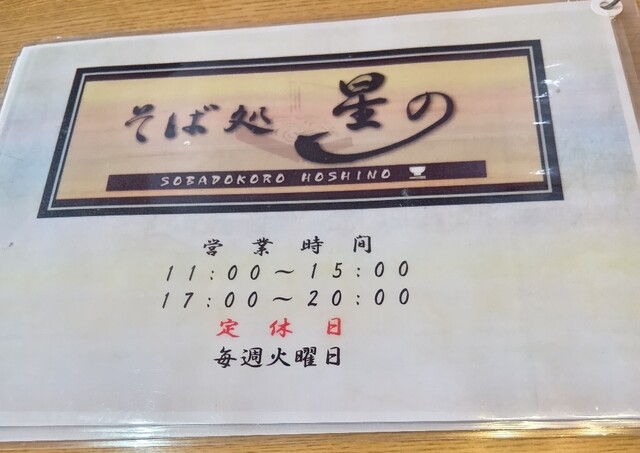 そば処 星の
SOBADOKORO HOSHINO
営業時間
11:00～15:00
17:00～20:00
定休日
毎週火曜日